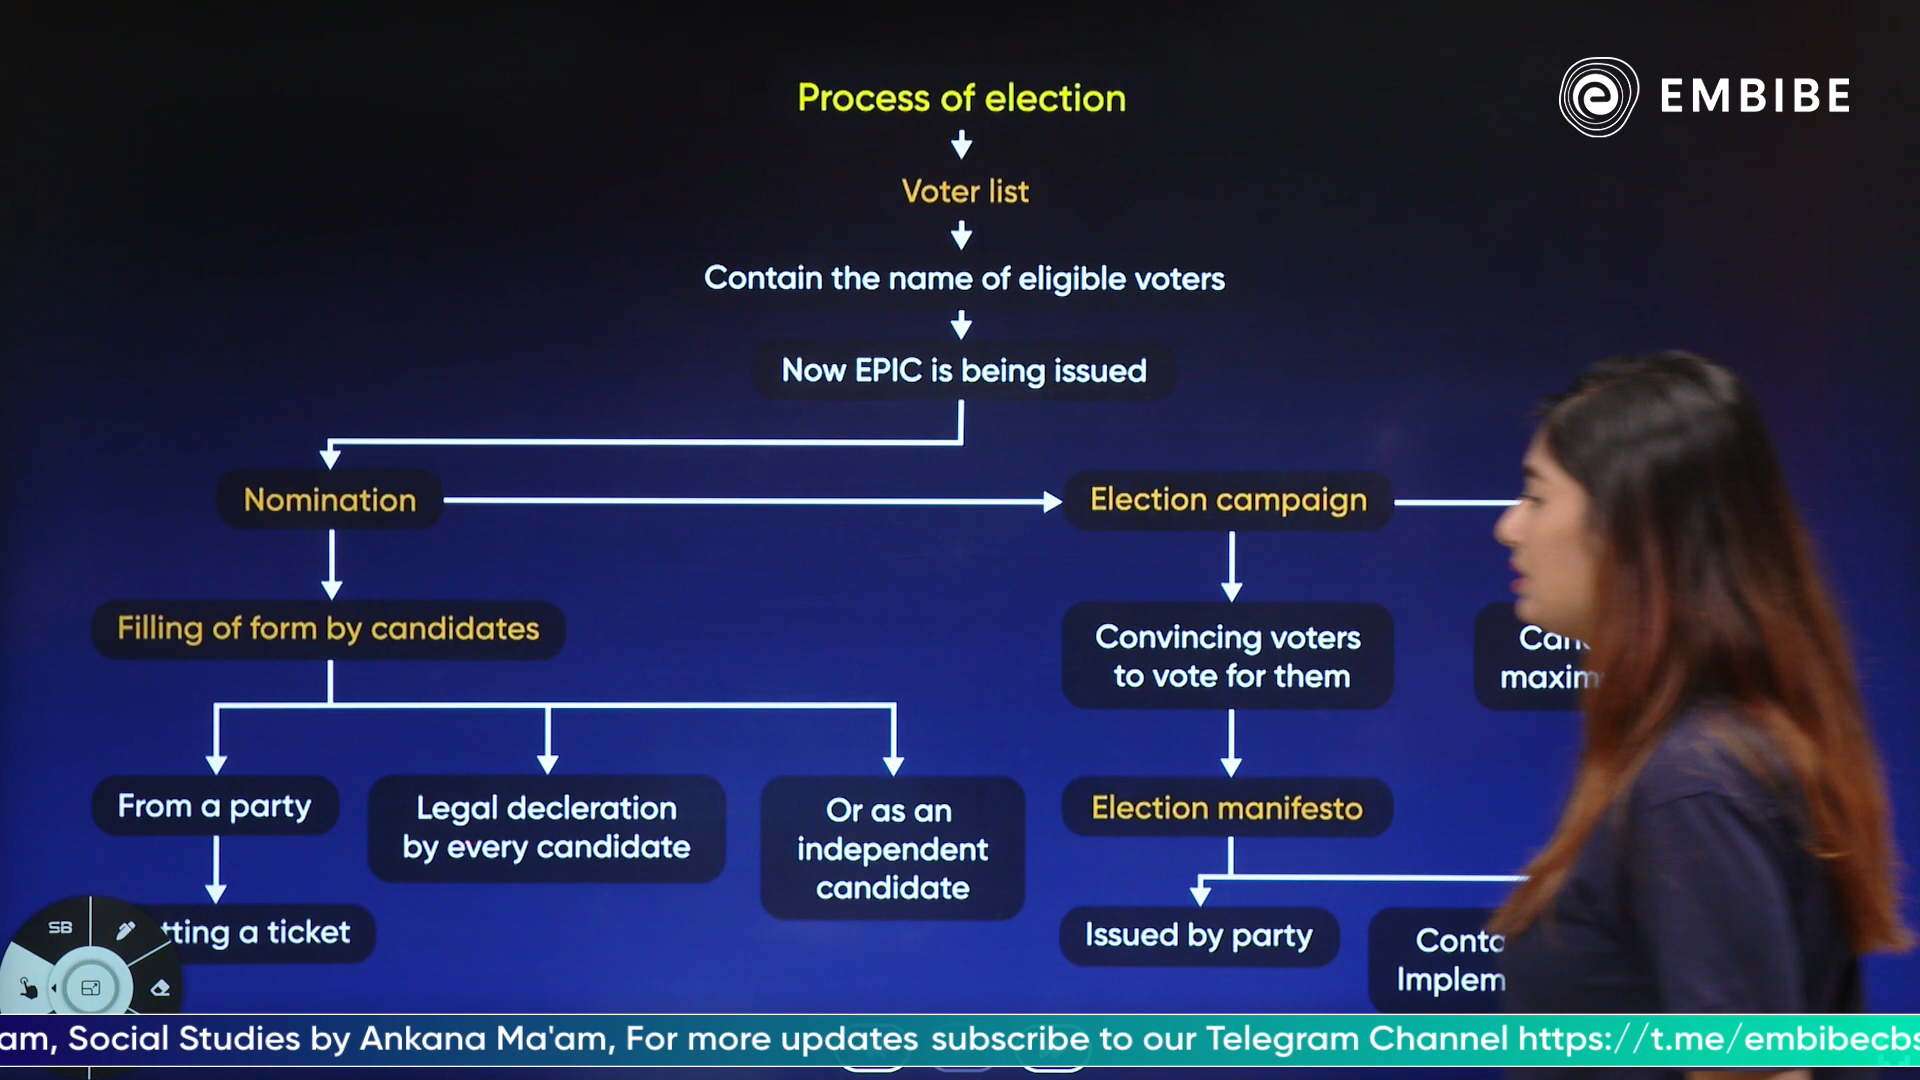 EMBIBE
Process of election
Voter list
Contain the name of eligible voters
Now EPIC is being issued
Nomination
Election campaign
Filling of form by candidates
Convincing voters
to vote for them
From a party
Legal decleration
by every candidate
Or as an
independent
candidate
Election manifesto
a ticket
Issued by party
SB
Social Studies by Ankana Ma'am, For more updates subscribe to our Telegram Channel https://t.me/embibecbs